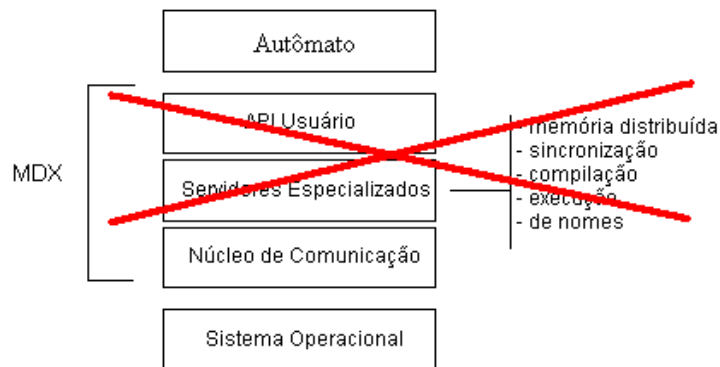 Autômato
API Usuário
MDX
Servidores Especializados
- memória distribuída
- sincronização
- compilação
- execução
- de nomes
Núcleo de Comunicação
Sistema Operacional